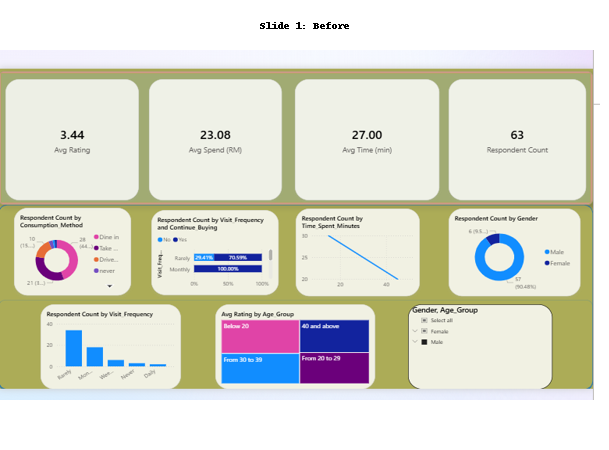 Slide 1: Before
3.44
Avg Rating
23.08
Avg Spend (RM)
27.00
Avg Time (min)
63
Respondent Count
Respondent Count by
Consumption_Method
28
(44...)
10
(15,...)
21 (3...)
Dine in
Take ...
Drive...
never
Respondent Count by Visit_Frequency
and Continue_Buying
No Yes
Visit_Freq...
Rarely 29.41% 70.59%
Monthly 100.00%
0% 50% 100%
Respondent Count by
Time_Spent_Minutes
30
20
20 40
Respondent Count by Gender
6 (9.5...)
57
(90.48%)
Male
Female
Respondent Count by Visit_Frequency
40
20
0
Rarely Mon... Wee... Never Daily
Avg Rating by Age_Group
Below 20
40 and above
From 30 to 39
From 20 to 29
Gender, Age_Group
Select all
Female
Male